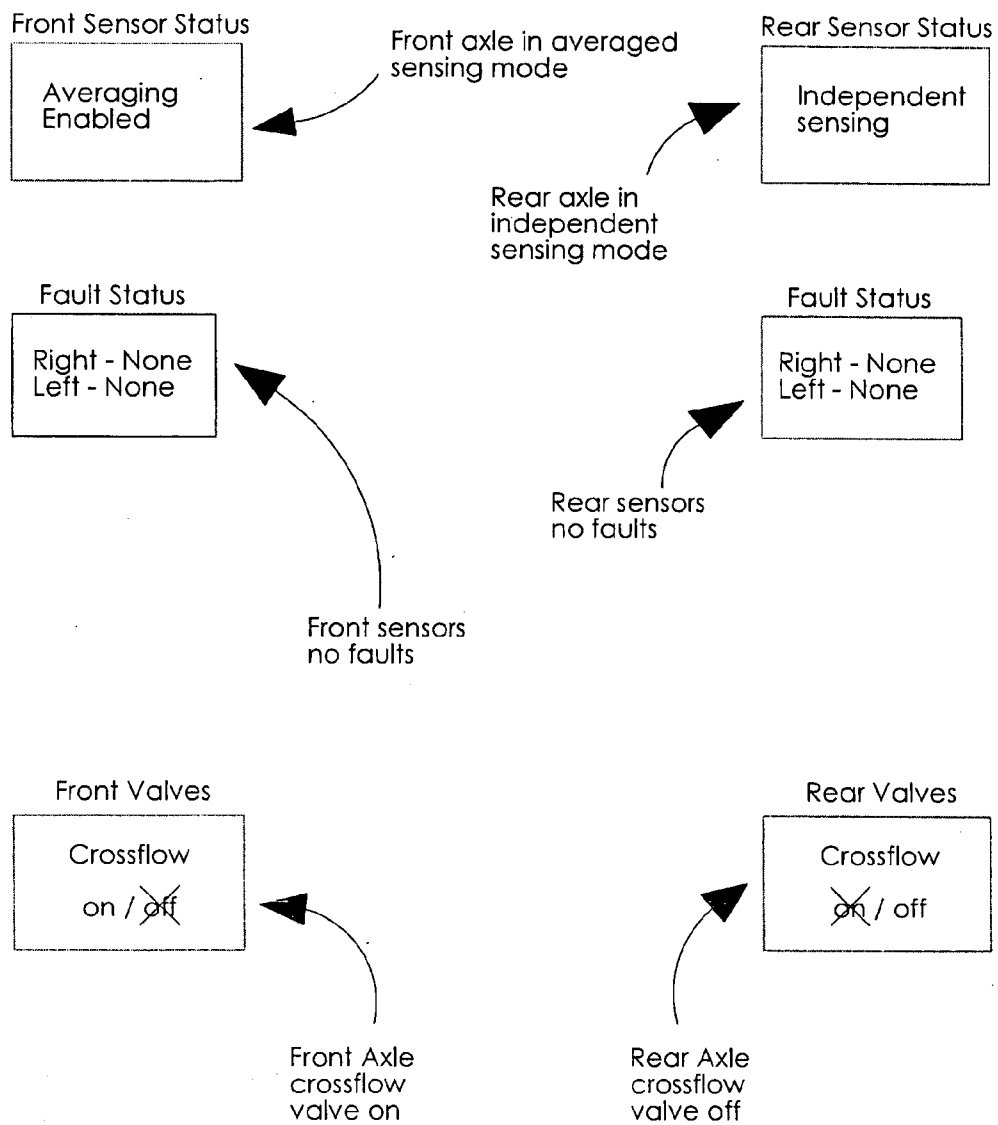 Front Sensor Status
Averaging
Enabled
Front axle in averaged
sensing mode
Rear Sensor Status
Independent
sensing
Rear axle in
independent
sensing mode
Fault Status
Right - None
Left - None
Fault Status
Right - None
Left - None
Rear sensors
no faults
Front sensors
no faults
Front Valves
Crossflow
on / off
Rear Valves
Crossflow
on / off
Front Axle
crossflow
valve on
Rear Axle
crossflow
valve off